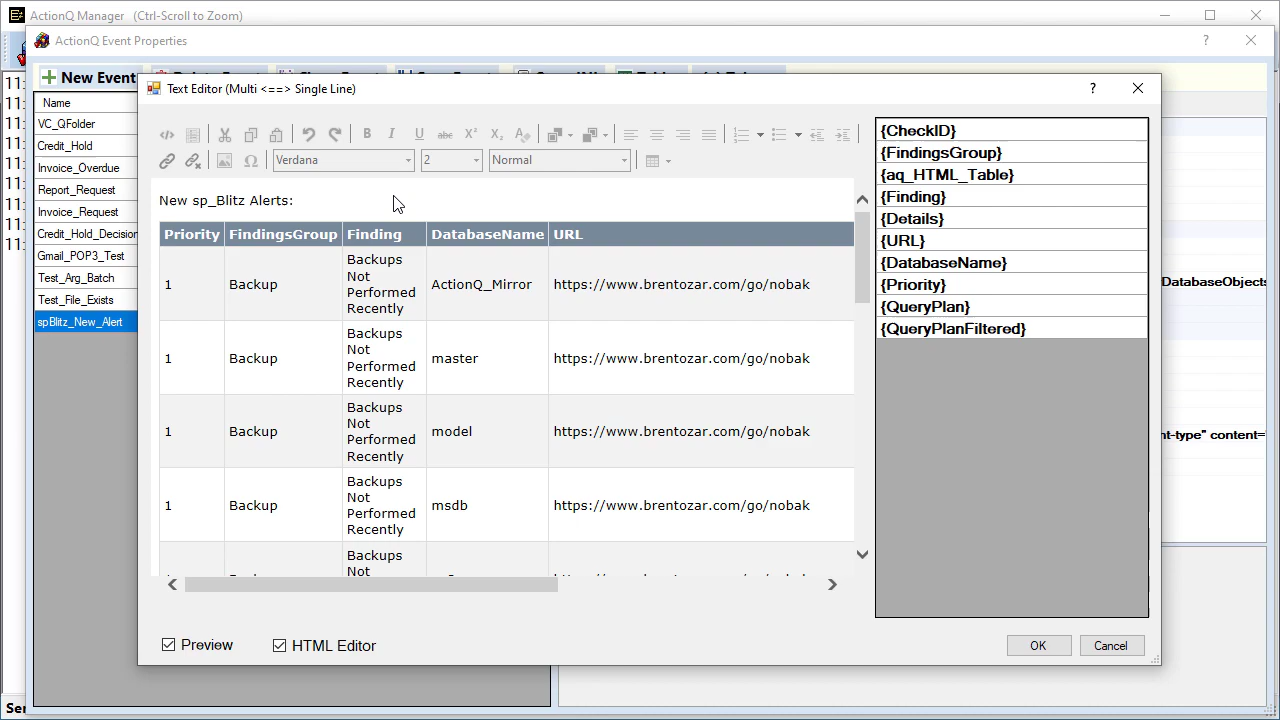 ActionQ Manager (Ctrl-Scroll to Zoom)
ActionQ Event Properties
?
New Event
Name
VC_QFolder
Credit_Hold
Invoice_Overdue
Report_Request
Invoice_Request
Credit_Hold_Decision
Gmail_POP3_Test
Test_Arg_Batch
Test_File_Exists
spBlitz_New_Alert
Text Editor (Multi <==> Single Line)
?
Verdana
2
Normal
New sp_Blitz Alerts:
Priority FindingsGroup Finding DatabaseName URL
1 Backup Backups Not Performed Recently ActionQ_Mirror https://www.brentozar.com/go/nobak
1 Backup Backups Not Performed Recently master https://www.brentozar.com/go/nobak
1 Backup Backups Not Performed Recently model https://www.brentozar.com/go/nobak
1 Backup Backups Not Performed Recently msdb https://www.brentozar.com/go/nobak
Backups Not
{CheckID}
{FindingsGroup}
{aq_HTML_Table}
{Finding}
{Details}
{URL}
{DatabaseName}
{Priority}
{QueryPlan}
{QueryPlanFiltered}
DatabaseObjects
nt-type" content=
Preview
HTML Editor
OK
Cancel
Ser